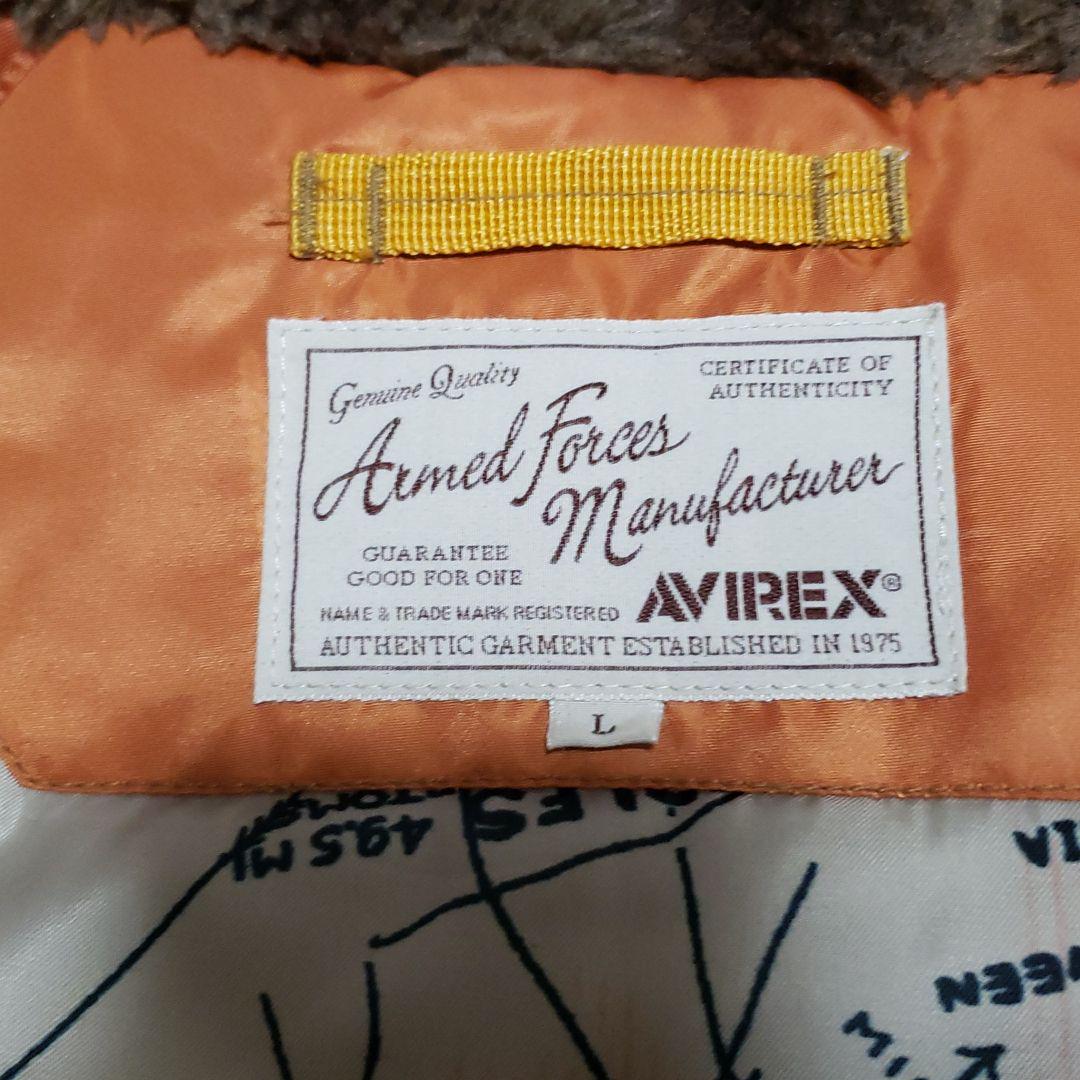 Genuine Quality
CERTIFICATE OF
AUTHENTICITY
Armed Forces
Manufacturer
GUARANTEE
GOOD FOR ONE
NAME & TRADE MARK REGISTERED
AVIREX®
AUTHENTIC GARMENT ESTABLISHED IN 1975
L
49.5 MI